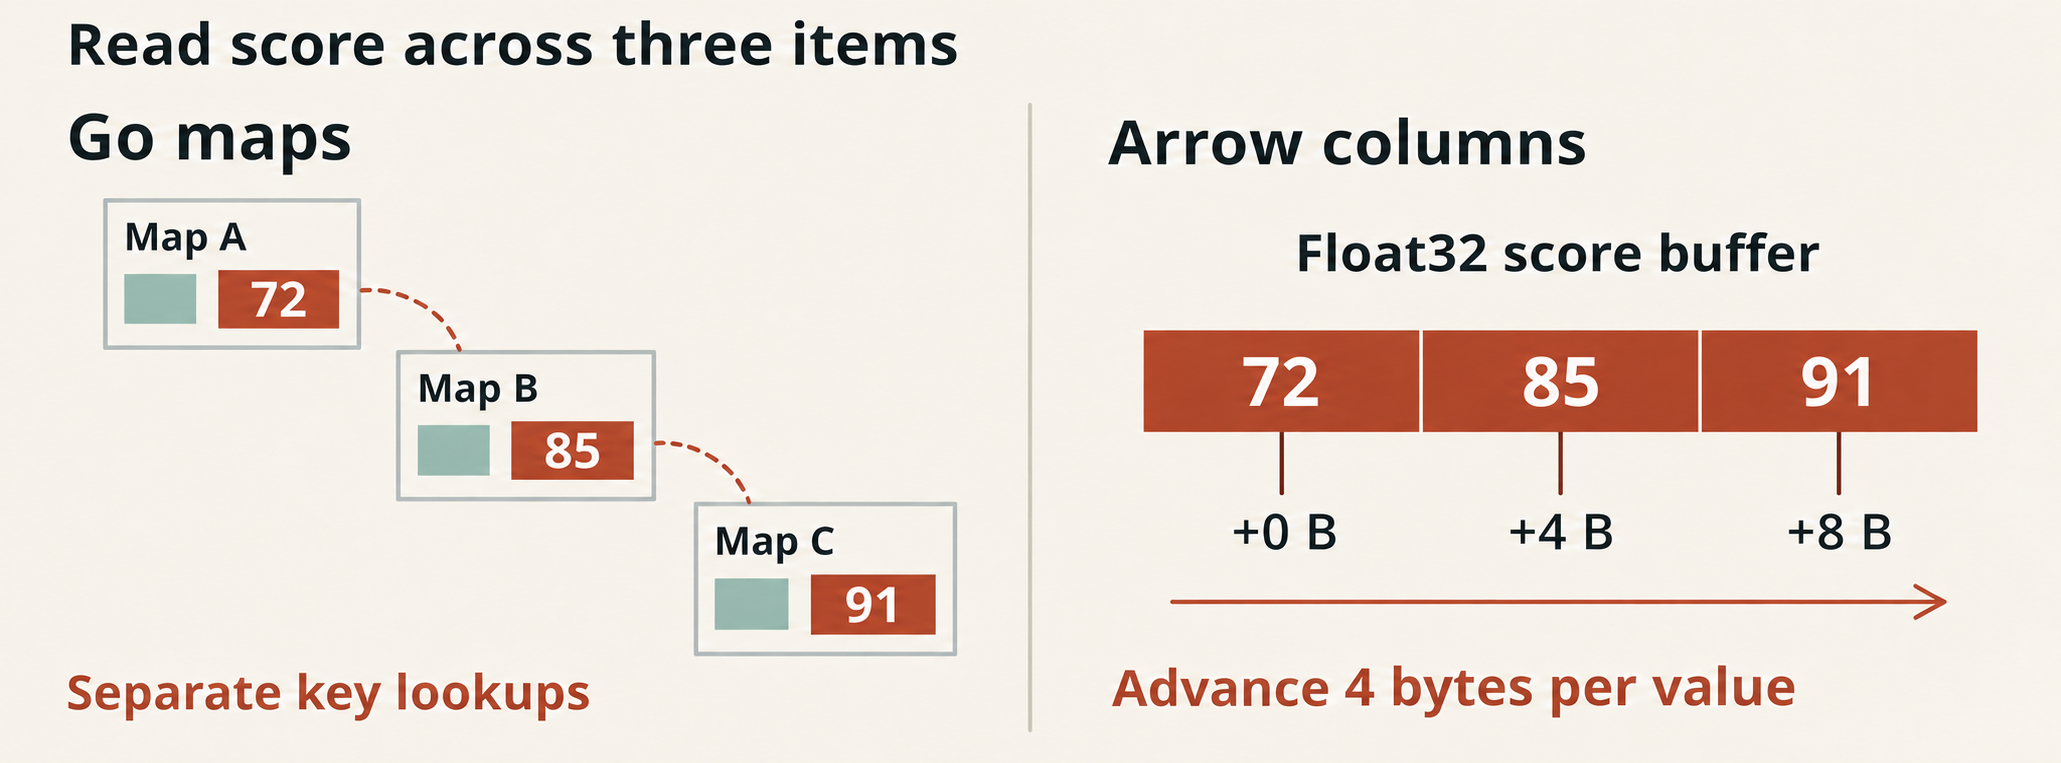 Read score across three items
Go maps
Map A
72
Map B
85
Map C
91
Separate key lookups
Arrow columns
Float32 score buffer
72 85 91
+0 B +4 B +8 B
Advance 4 bytes per value